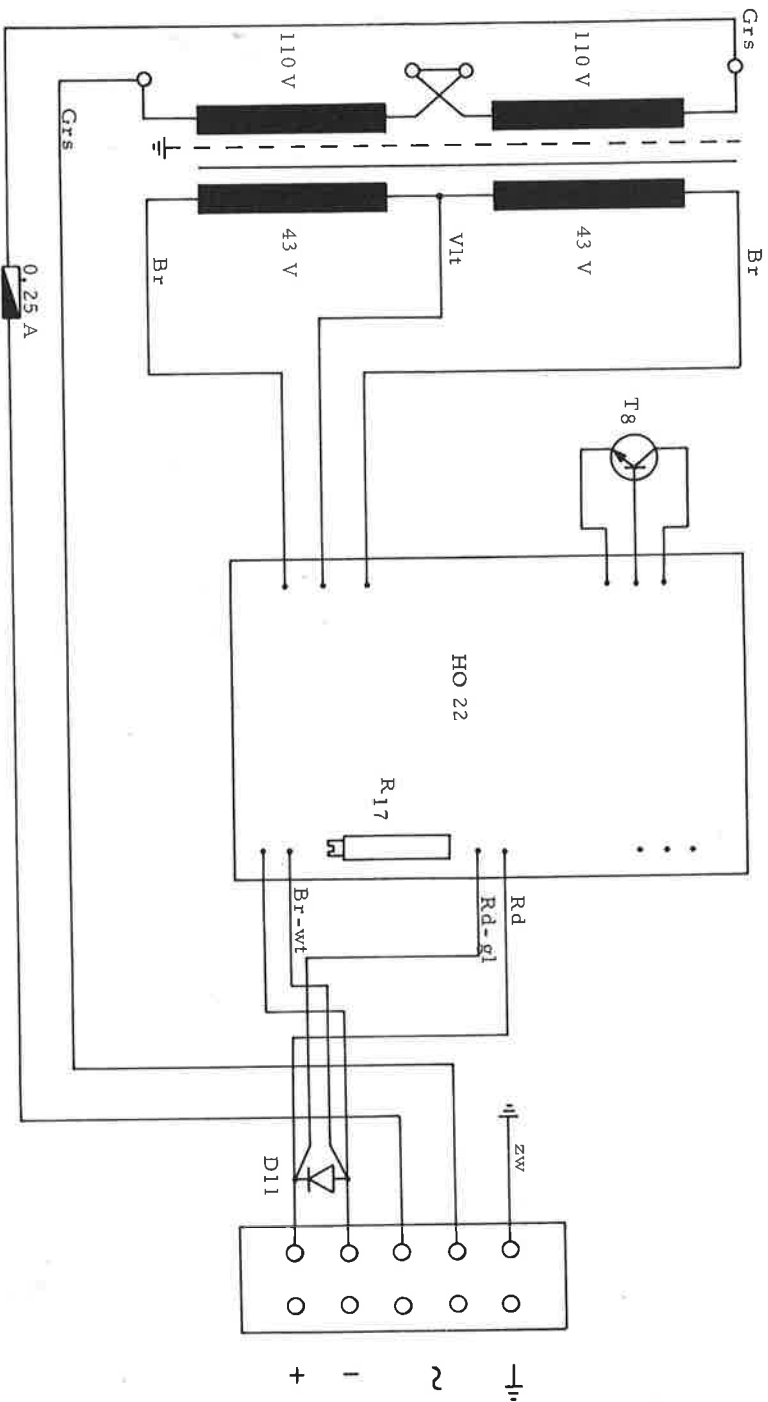 Grs
110 V
110 V
Grs
Br
43 V
Vlt
43 V
Br
0,25 A
T8
HO 22
R17
Rd
Rd-gl
Br-wt
zw
D11
+
-
~